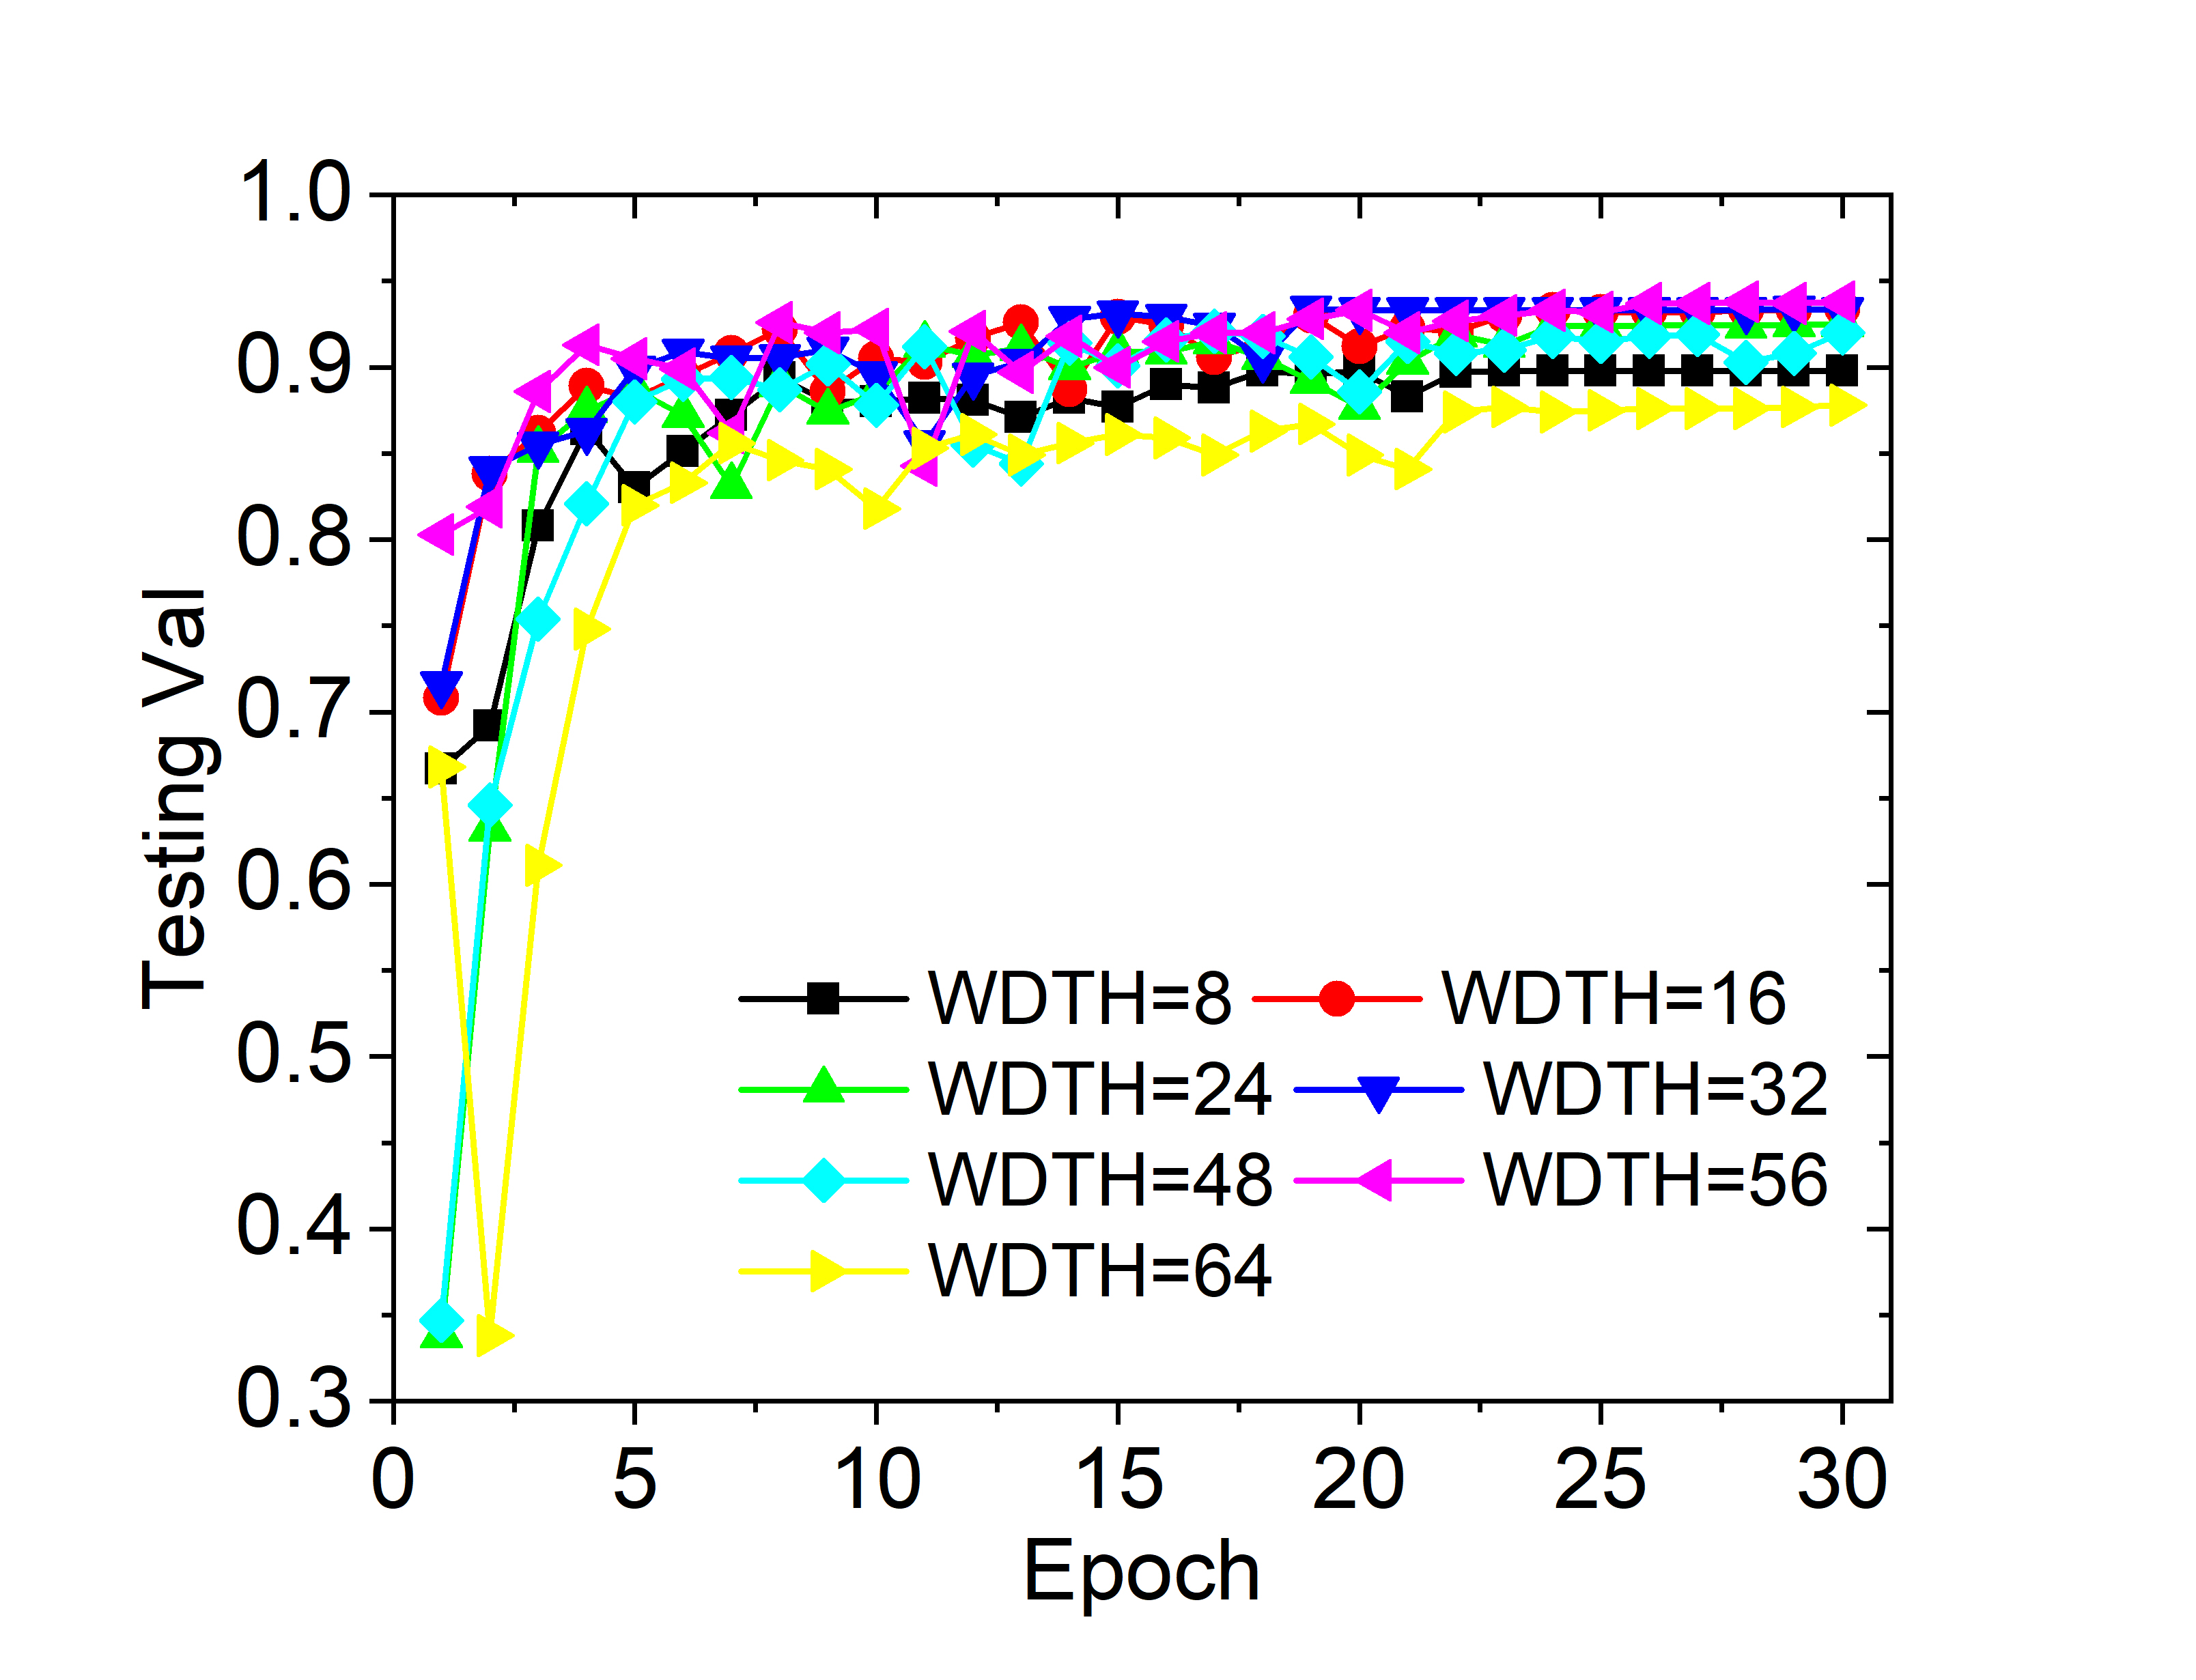 1.0
0.9
0.8
0.7
0.6
0.5
0.4
0.3
Testing Val
WDTH=8 WDTH=16
WDTH=24 WDTH=32
WDTH=48 WDTH=56
WDTH=64
0 5 10 15 20 25 30
Epoch